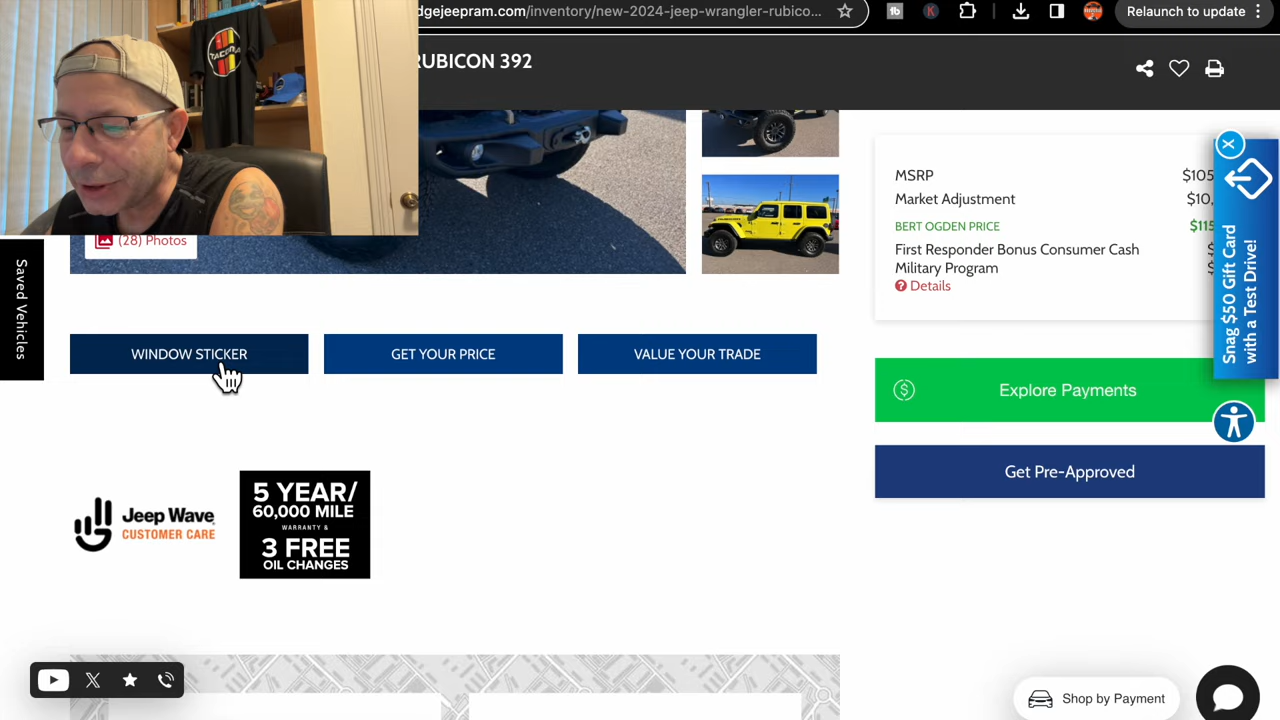 dgejeepram.com/inventory/new-2024-jeep-wrangler-rubico...
Relaunch to update
RUBICON 392
TACOMA
(28) Photos
MSRP $105
Market Adjustment $10,
BERT OGDEN PRICE $115
First Responder Bonus Consumer Cash $
Military Program $
Details
Snag $50 Gift Card
with a Test Drive!
Saved Vehicles
WINDOW STICKER
GET YOUR PRICE
VALUE YOUR TRADE
Explore Payments
Get Pre-Approved
Jeep Wave
CUSTOMER CARE
5 YEAR/
60,000 MILE
WARRANTY &
3 FREE
OIL CHANGES
Shop by Payment